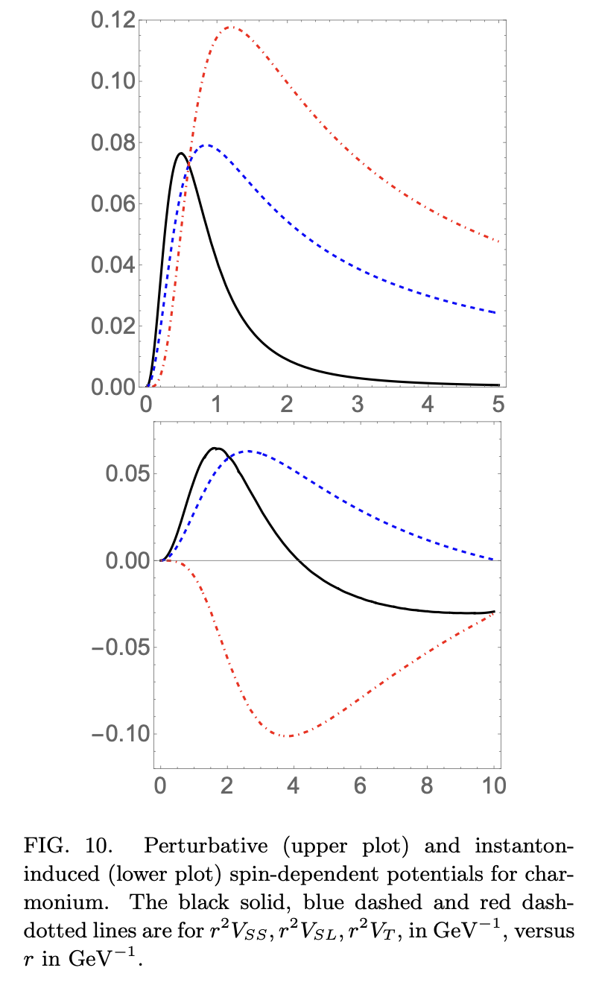 0.12
0.10
0.08
0.06
0.04
0.02
0.00
0 1 2 3 4 5
0.05
0.00
−0.05
−0.10
0 2 4 6 8 10
FIG. 10. Perturbative (upper plot) and instanton-
induced (lower plot) spin-dependent potentials for char-
monium. The black solid, blue dashed and red dash-
dotted lines are for r²V_SS, r²V_SL, r²V_T, in GeV⁻¹, versus
r in GeV⁻¹.